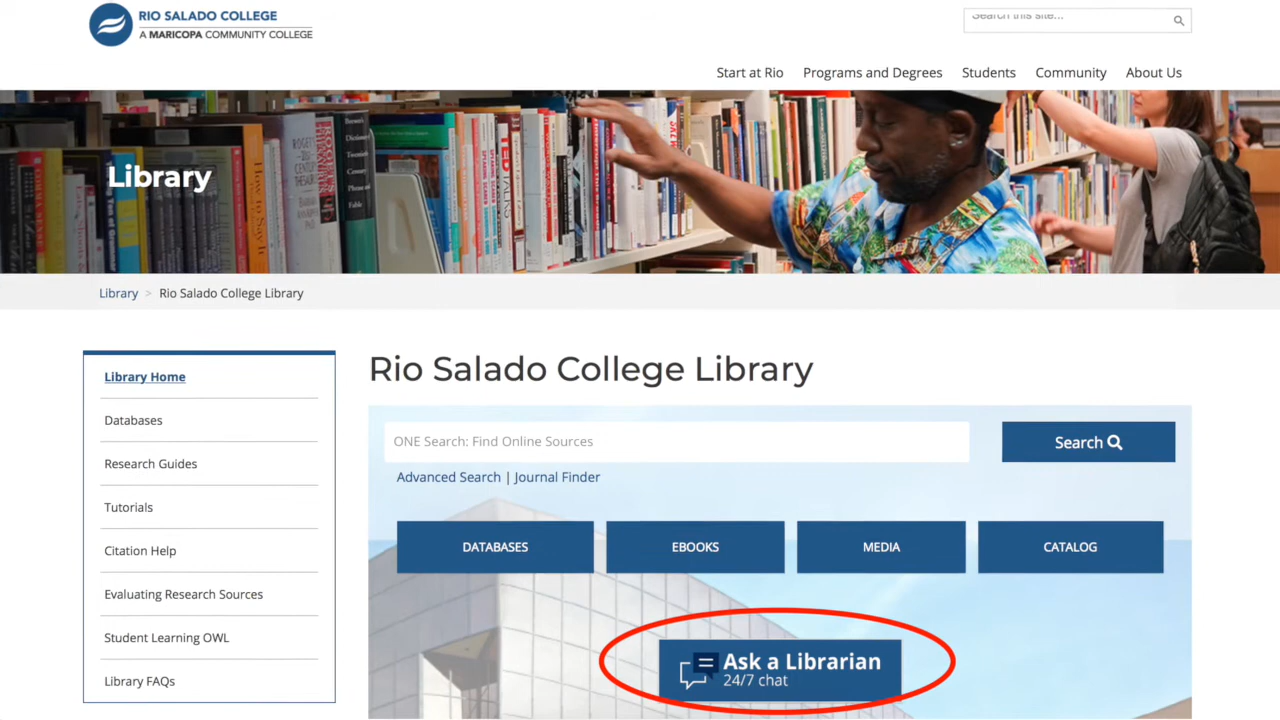 RIO SALADO COLLEGE
A MARICOPA COMMUNITY COLLEGE
Search this site...
Start at Rio
Programs and Degrees
Students
Community
About Us
Library
Library > Rio Salado College Library
Library Home
Databases
Research Guides
Tutorials
Citation Help
Evaluating Research Sources
Student Learning OWL
Library FAQs
Rio Salado College Library
ONE Search: Find Online Sources
Search
Advanced Search | Journal Finder
DATABASES
EBOOKS
MEDIA
CATALOG
Ask a Librarian
24/7 chat